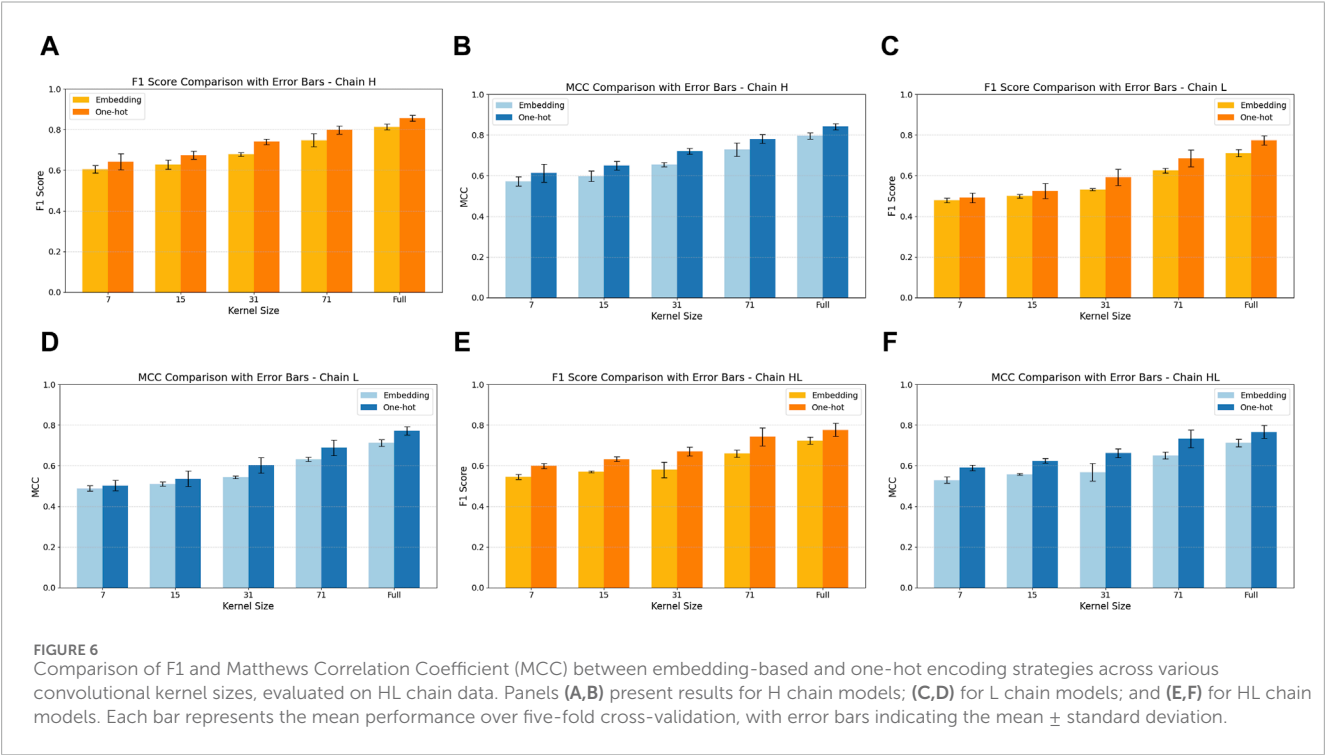 A
F1 Score Comparison with Error Bars - Chain H
1.0
0.8
0.6
0.4
0.2
0.0
F1 Score
Embedding
One-hot
7 15 31 71 Full
Kernel Size
B
MCC Comparison with Error Bars - Chain H
1.0
0.8
0.6
0.4
0.2
0.0
MCC
Embedding
One-hot
7 15 31 71 Full
Kernel Size
C
F1 Score Comparison with Error Bars - Chain L
1.0
0.8
0.6
0.4
0.2
0.0
F1 Score
Embedding
One-hot
7 15 31 71 Full
Kernel Size
D
MCC Comparison with Error Bars - Chain L
1.0
0.8
0.6
0.4
0.2
0.0
MCC
Embedding
One-hot
7 15 31 71 Full
Kernel Size
E
F1 Score Comparison with Error Bars - Chain HL
1.0
0.8
0.6
0.4
0.2
0.0
F1 Score
Embedding
One-hot
7 15 31 71 Full
Kernel Size
F
MCC Comparison with Error Bars - Chain HL
1.0
0.8
0.6
0.4
0.2
0.0
MCC
Embedding
One-hot
7 15 31 71 Full
Kernel Size
FIGURE 6
Comparison of F1 and Matthews Correlation Coefficient (MCC) between embedding-based and one-hot encoding strategies across various
convolutional kernel sizes, evaluated on HL chain data. Panels (A,B) present results for H chain models; (C,D) for L chain models; and (E,F) for HL chain
models. Each bar represents the mean performance over five-fold cross-validation, with error bars indicating the mean ± standard deviation.